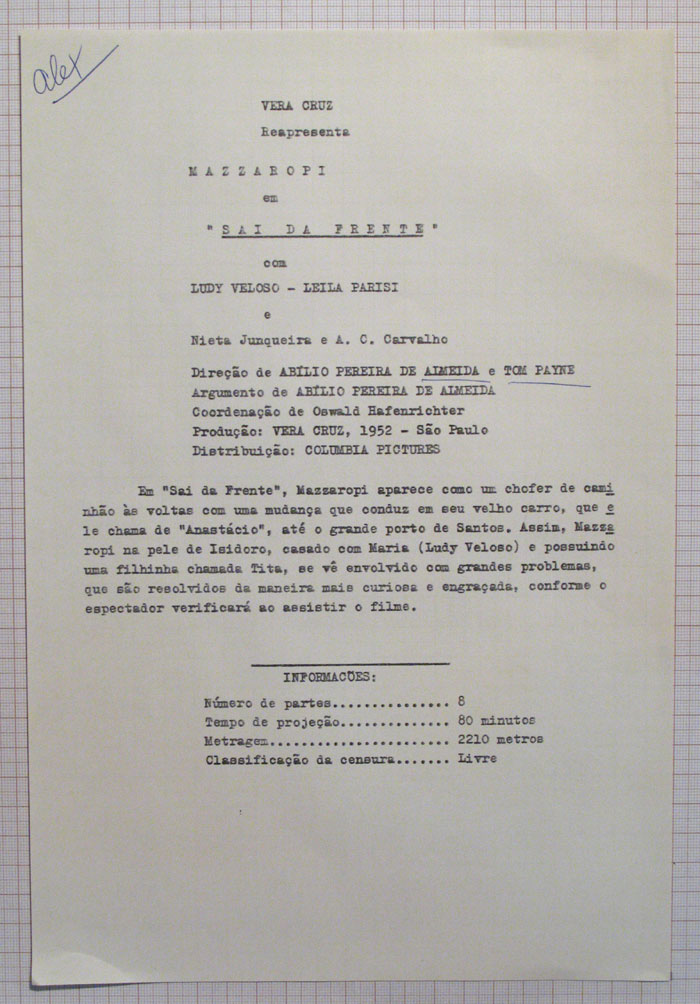 alex
VERA CRUZ
Reapresenta
M A Z Z A R O P I
em
" S A I   D A   F R E N T E "
com
LUDY VELOSO - LEILA PARISI
e
Nieta Junqueira e A. C. Carvalho
Direção de ABÍLIO PEREIRA DE ALMEIDA e TOM PAYNE
Argumento de ABÍLIO PEREIRA DE ALMEIDA
Coordenação de Oswald Hafenrichter
Produção: VERA CRUZ, 1952 - São Paulo
Distribuição: COLUMBIA PICTURES
Em "Sai da Frente", Mazzaropi aparece como um chofer de cami
nhão às voltas com uma mudança que conduz em seu velho carro, que e
le chama de "Anastácio", até o grande porto de Santos. Assim, Mazza
ropi na pele de Isidoro, casado com Maria (Ludy Veloso) e possuindo
uma filhinha chamada Tita, se vê envolvido com grandes problemas,
que são resolvidos da maneira mais curiosa e engraçada, conforme o
espectador verificará ao assistir o filme.
INFORMACÕES:
Número de partes............... 8
Tempo de projeção.............. 80 minutos
Metragem........................ 2210 metros
Classificação da censura....... Livre